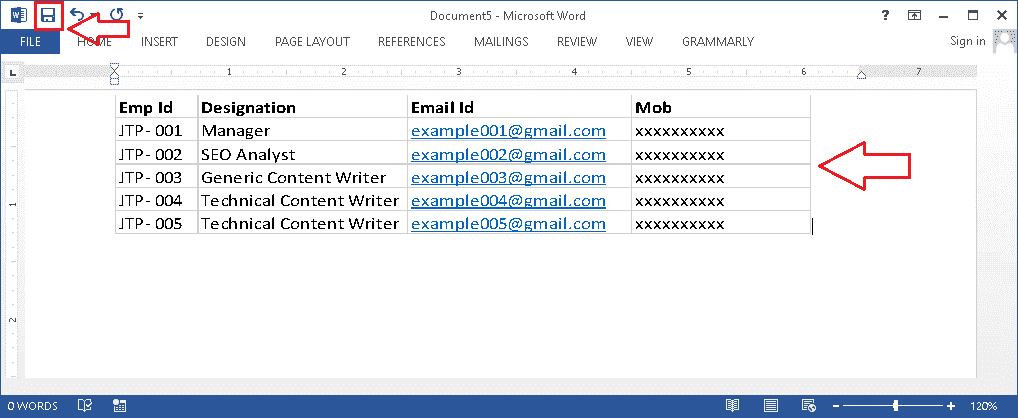 Document5 - Microsoft Word
?
FILE HOME INSERT DESIGN PAGE LAYOUT REFERENCES MAILINGS REVIEW VIEW GRAMMARLY Sign in
L 1 2 3 4 5 6 7
Emp Id Designation Email Id Mob
JTP- 001 Manager example001@gmail.com xxxxxxxxxx
JTP- 002 SEO Analyst example002@gmail.com xxxxxxxxxx
JTP- 003 Generic Content Writer example003@gmail.com xxxxxxxxxx
1
JTP- 004 Technical Content Writer example004@gmail.com xxxxxxxxxx
JTP- 005 Technical Content Writer example005@gmail.com xxxxxxxxxx
2
0 WORDS 120%